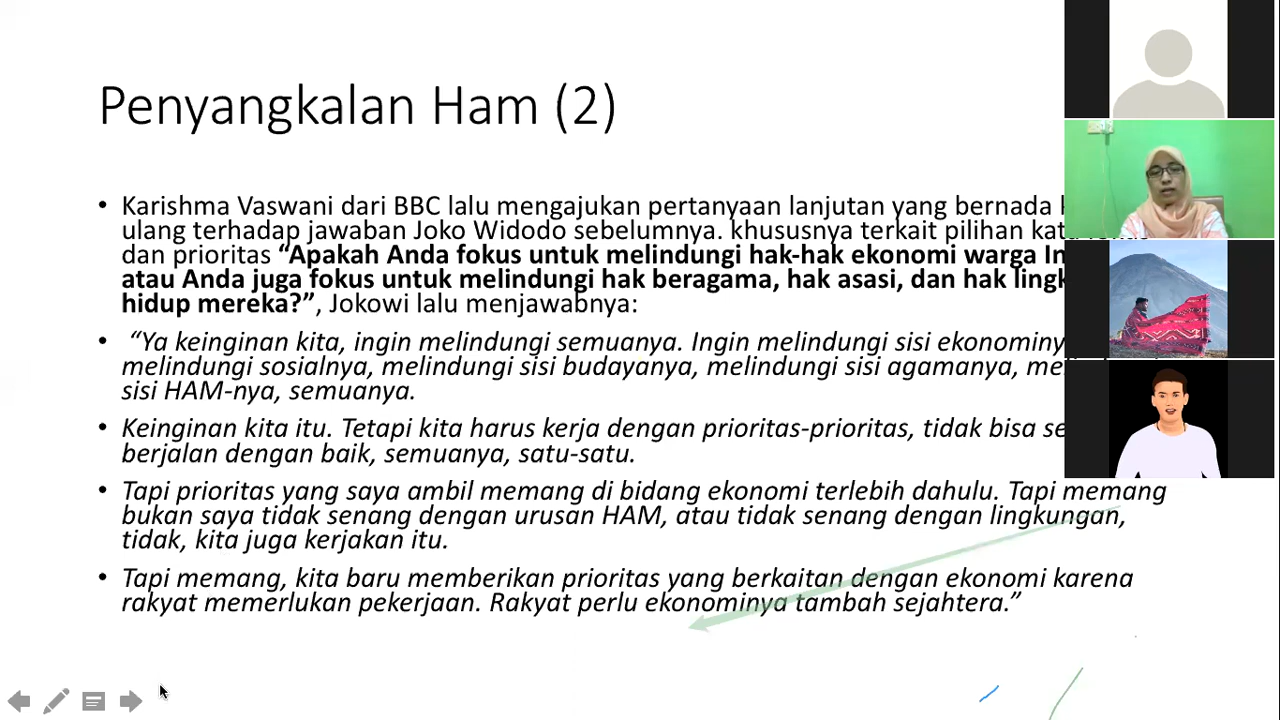 Penyangkalan Ham (2)
• Karishma Vaswani dari BBC lalu mengajukan pertanyaan lanjutan yang bernada
ulang terhadap jawaban Joko Widodo sebelumnya. khususnya terkait pilihan
dan prioritas “Apakah Anda fokus untuk melindungi hak-hak ekonomi warga
atau Anda juga fokus untuk melindungi hak beragama, hak asasi, dan hak
hidup mereka?”, Jokowi lalu menjawabnya:
• “Ya keinginan kita, ingin melindungi semuanya. Ingin melindungi sisi
melindungi sosialnya, melindungi sisi budayanya, melindungi sisi agamanya,
sisi HAM-nya, semuanya.
• Keinginan kita itu. Tetapi kita harus kerja dengan prioritas-prioritas, tidak bisa
berjalan dengan baik, semuanya, satu-satu.
• Tapi prioritas yang saya ambil memang di bidang ekonomi terlebih dahulu. Tapi memang
bukan saya tidak senang dengan urusan HAM, atau tidak senang dengan lingkungan,
tidak, kita juga kerjakan itu.
• Tapi memang, kita baru memberikan prioritas yang berkaitan dengan ekonomi karena
rakyat memerlukan pekerjaan. Rakyat perlu ekonominya tambah sejahtera.”